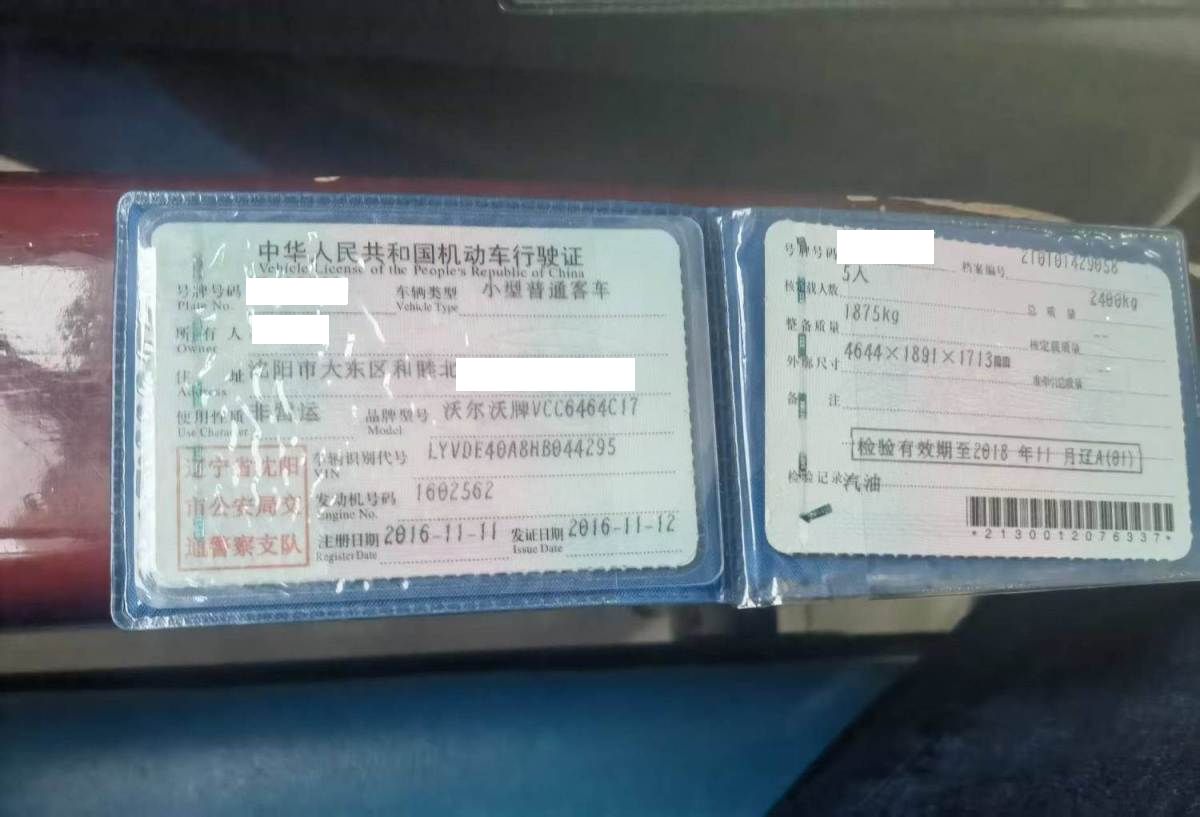 中华人民共和国机动车行驶证
Vehicle License of the People's Republic of China
号牌号码
Plate No.
车辆类型 小型普通客车
Vehicle Type
所有人
Owner
住址 沈阳市大东区和睦北
Address
使用性质 非营运
Use Character
品牌型号 沃尔沃牌VCC6464C17
Model
辽宁省沈阳
市公安局交
通警察支队
车辆识别代号 LYVDE40A8HB044295
VIN
发动机号码 1602562
Engine No.
注册日期 2016-11-11
Register Date
发证日期 2016-11-12
Issue Date
号牌号码
档案编号 210101429058
核定载人数 5人
总质量 2400kg
整备质量 1875kg
核定载质量 --
外廓尺寸 4644×1891×1713
准牵引总质量 --
备注
检验有效期至2018 年11 月辽A(01)
检验记录 汽油
*2130012076337*